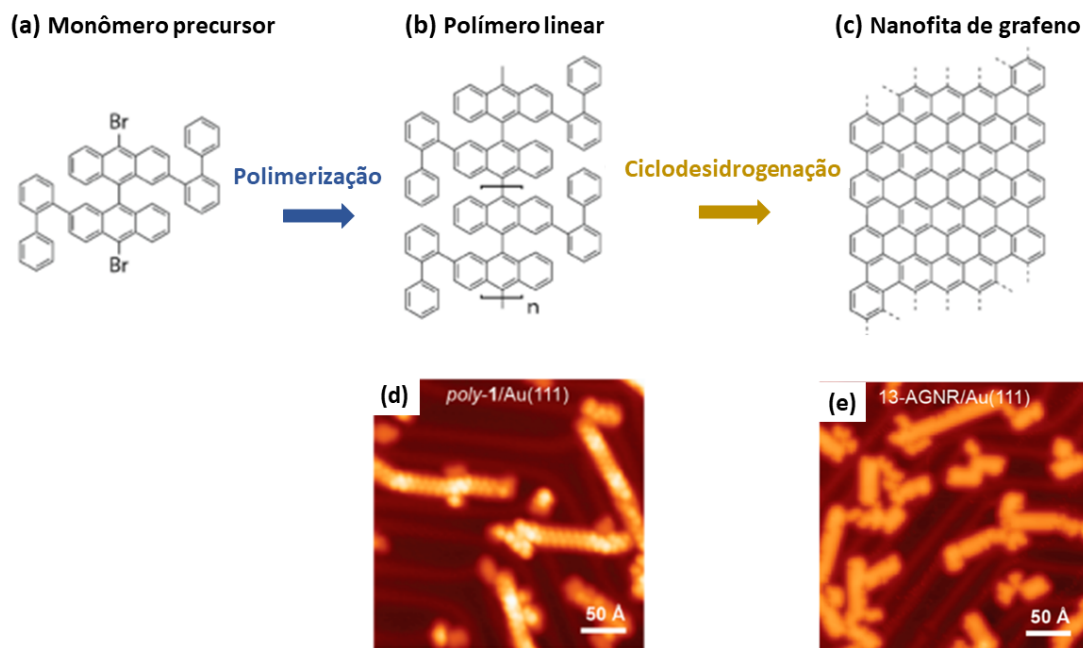 (a) Monômero precursor
(b) Polímero linear
(c) Nanofita de grafeno
Br
Br
Polimerização
Ciclodesidrogenação
n
(d)
poly-1/Au(111)
50 Å
(e)
13-AGNR/Au(111)
50 Å